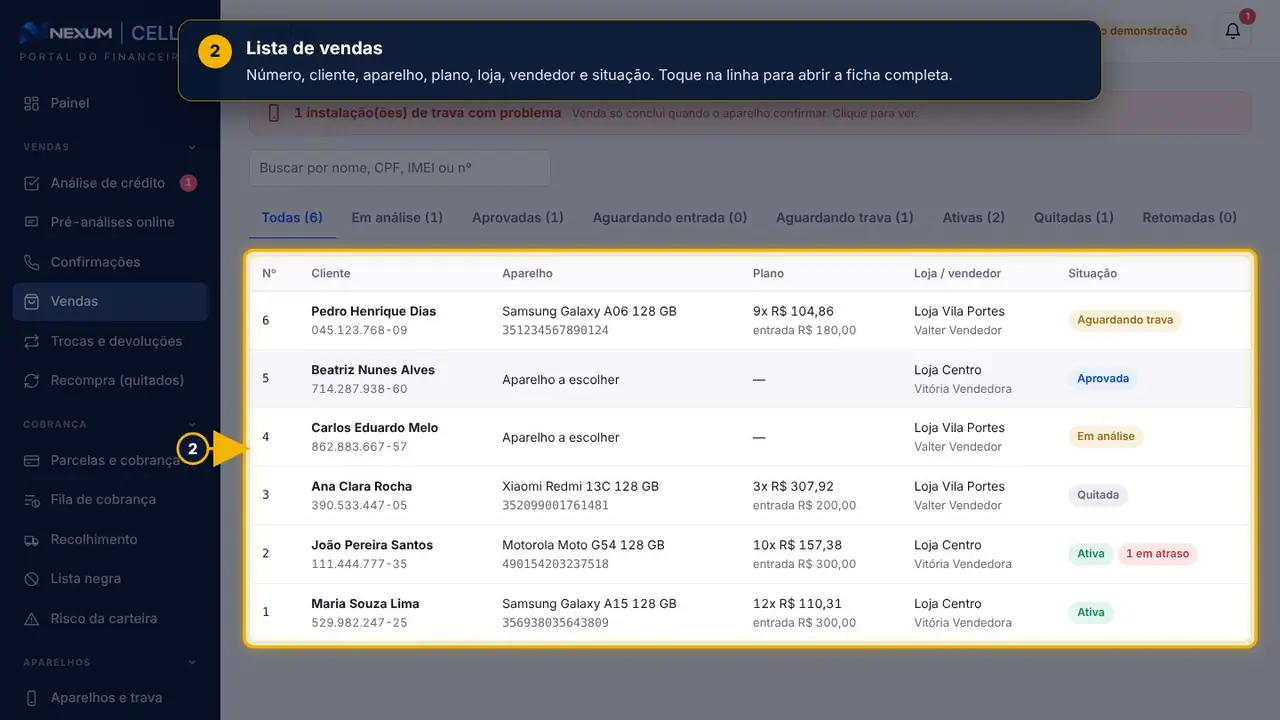 NEXUM | CELL
PORTAL DO FINANCEIR
2
Lista de vendas
Número, cliente, aparelho, plano, loja, vendedor e situação. Toque na linha para abrir a ficha completa.
demonstração
1
Painel
VENDAS
Análise de crédito 1
Pré-análises online
Confirmações
Vendas
Trocas e devoluções
Recompra (quitados)
COBRANÇA
Parcelas e cobrança
Fila de cobrança
Recolhimento
Lista negra
Risco da carteira
APARELHOS
Aparelhos e trava
1 instalação(ões) de trava com problema Venda só conclui quando o aparelho confirmar. Clique para ver.
Buscar por nome, CPF, IMEI ou nº
Todas (6) Em análise (1) Aprovadas (1) Aguardando entrada (0) Aguardando trava (1) Ativas (2) Quitadas (1) Retomadas (0)
2
Nº Cliente Aparelho Plano Loja / vendedor Situação
6 Pedro Henrique Dias Samsung Galaxy A06 128 GB 9x R$ 104,86 Loja Vila Portes Aguardando trava
045.123.768-09 351234567890124 entrada R$ 180,00 Valter Vendedor
5 Beatriz Nunes Alves Aparelho a escolher — Loja Centro Aprovada
714.287.938-60 Vitória Vendedora
4 Carlos Eduardo Melo Aparelho a escolher — Loja Vila Portes Em análise
862.883.667-57 Valter Vendedor
3 Ana Clara Rocha Xiaomi Redmi 13C 128 GB 3x R$ 307,92 Loja Vila Portes Quitada
390.533.447-05 352099001761481 entrada R$ 200,00 Valter Vendedor
2 João Pereira Santos Motorola Moto G54 128 GB 10x R$ 157,38 Loja Centro Ativa 1 em atraso
111.444.777-35 490154203237518 entrada R$ 300,00 Vitória Vendedora
1 Maria Souza Lima Samsung Galaxy A15 128 GB 12x R$ 110,31 Loja Centro Ativa
529.982.247-25 356938035643809 entrada R$ 300,00 Vitória Vendedora